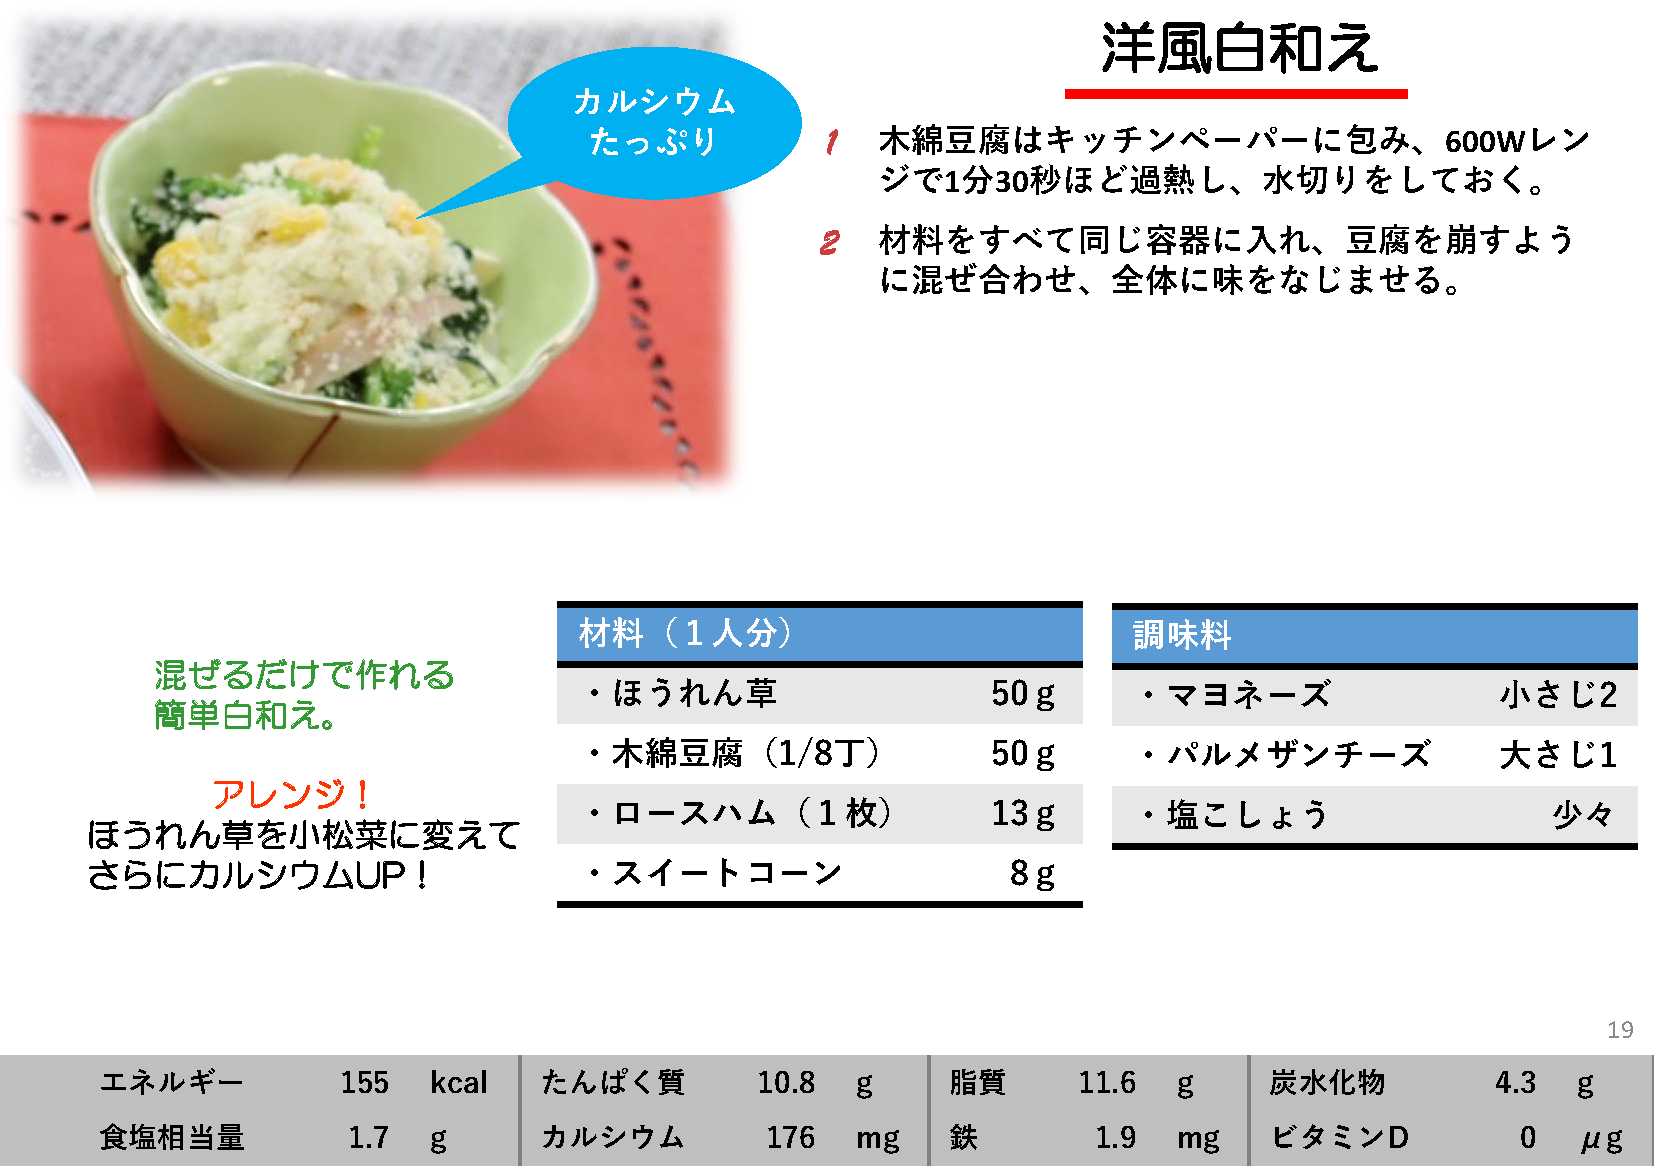 洋風白和え
カルシウム
たっぷり
1 木綿豆腐はキッチンペーパーに包み、600Wレン
ジで1分30秒ほど過熱し、水切りをしておく。
2 材料をすべて同じ容器に入れ、豆腐を崩すよう
に混ぜ合わせ、全体に味をなじませる。
混ぜるだけで作れる
簡単白和え。
アレンジ！
ほうれん草を小松菜に変えて
さらにカルシウムUP！
材料（１人分）
・ほうれん草 50ｇ
・木綿豆腐（1/8丁） 50ｇ
・ロースハム（１枚） 13ｇ
・スイートコーン 8ｇ
調味料
・マヨネーズ 小さじ2
・パルメザンチーズ 大さじ1
・塩こしょう 少々
19
エネルギー 155 kcal たんぱく質 10.8 g 脂質 11.6 g 炭水化物 4.3 g
食塩相当量 1.7 g カルシウム 176 mg 鉄 1.9 mg ビタミンD 0 μg